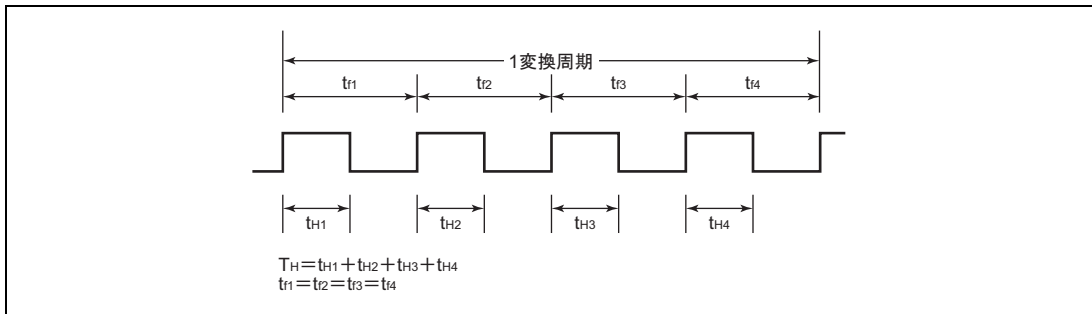 1変換周期
tf1 tf2 tf3 tf4
tH1 tH2 tH3 tH4
TH＝tH1＋tH2＋tH3＋tH4
tf1＝tf2＝tf3＝tf4